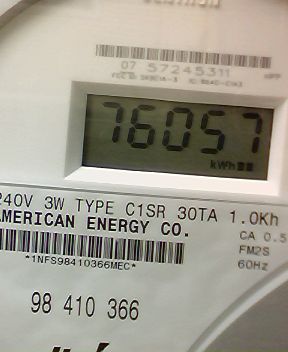 07 57245311
76057
kWh
240V 3W TYPE C1SR 30TA 1.0Kh
AMERICAN ENERGY CO.
CA 0.5
FM2S
*1NFS98410366MEC*
60Hz
98 410 366